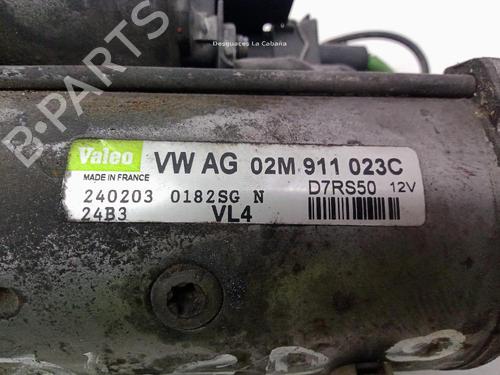 Desguaces La Cabaña
B-PARTS
Valeo VW AG 02M 911 023C
MADE IN FRANCE D7RS50 12V
240203 0182SG N
24B3 VL4